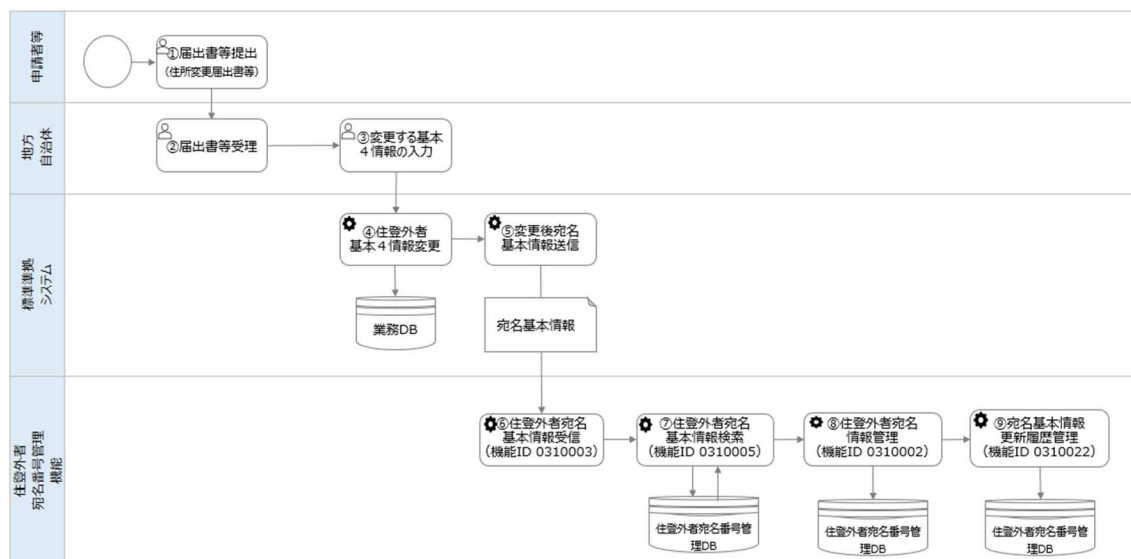 申請者等
①届出書等提出
（住所変更届出書等）
地方
自治体
②届出書等受理
③変更する基本
４情報の入力
標準準拠
システム
④住登外者
基本４情報変更
⑤変更後宛名
基本情報送信
業務DB
宛名基本情報
住登外者
宛名番号管理
機能
⑥住登外者宛名
基本情報受信
（機能ID 0310003）
⑦住登外者宛名
基本情報検索
（機能ID 0310005）
⑧住登外者宛名
情報管理
（機能ID 0310002）
⑨宛名基本情報
更新履歴管理
（機能ID 0310022）
住登外者宛名番号管
理DB
住登外者宛名番号管
理DB
住登外者宛名番号管
理DB